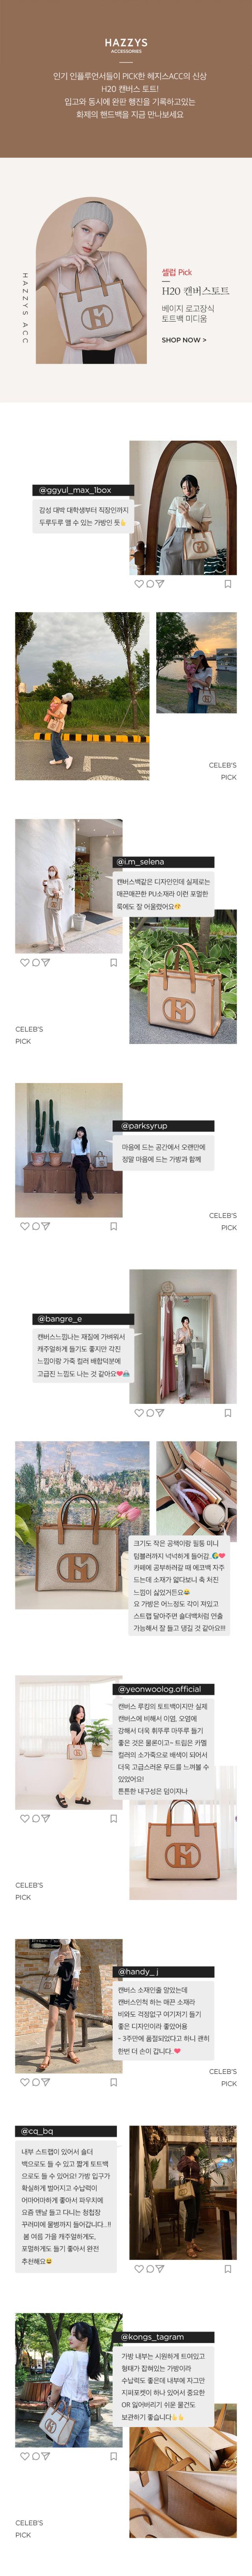 HAZZYS
ACCESSORIES
인기 인플루언서들이 PICK한 헤지스ACC의 신상
H20 캔버스 토트!
입고와 동시에 완판 행진을 기록하고있는
화제의 핸드백을 지금 만나보세요
HAZZYS ACC
셀럽 Pick
H20 캔버스토트
베이지 로고장식
토트백 미디움
SHOP NOW >
@ggyul_max_1box
감성 대박 대학생부터 직장인까지
두루두루 맬 수 있는 가방인 듯👆
CELEB'S
PICK
@i.m_selena
캔버스백같은 디자인인데 실제로는
매끈매끈한 PU소재라 이런 포멀한
룩에도 잘 어울렸어요
CELEB'S
PICK
@parksyrup
마음에 드는 공간에서 오랜만에
정말 마음에 드는 가방과 함께
CELEB'S
PICK
@bangre_e
캔버스느낌나는 재질에 가벼워서
캐주얼하게 들기도 좋지만 각진
느낌이랑 가죽 컬러 배합덕분에
고급진 느낌도 나는 것 같아요
크기도 작은 공책이랑 필통 미니
텀블러까지 넉넉하게 들어감
카페에 공부하러갈 때 에코백 자주
드는데 소재가 얇다보니 축 처진
느낌이 싫었거든요
요 가방은 어느정도 각이 져있고
스트랩 달아주면 숄더백처럼 연출
가능해서 잘 들고 댕길 것 같아요!!!
@yeonwoolog.official
캔버스 루킹의 토트백이지만 실제
캔버스에 비해서 이염, 오염에
강해서 더욱 휘뚜루 마뚜루 들기
좋은 것은 물론이고~ 트림은 카멜
컬러의 소가죽으로 배색이 되어서
더욱 고급스러운 무드를 느껴볼 수
있었어요!
튼튼한 내구성은 덤이쟈나
CELEB'S
PICK
@handy_ j
캔버스 소재인줄 알았는데
캔버스인척 하는 매끈 소재라
비와도 걱정없구 여기저기 들기
좋은 디자인이라 좋았어용
~ 3주만에 품절되었다고 하니 괜히
한번 더 손이 갑니다.
CELEB'S
PICK
@cq_bq
내부 스트랩이 있어서 숄더
백으로도 들 수 있고 짧게 토트백
으로도 들 수 있어요! 가방 입구가
확실하게 벌어지고 수납력이
어마어마하게 좋아서 파우치에
요즘 맨날 들고 다니는 청첩장
꾸러미에 물병까지 들어갑니다...!!
봄 여름 가을 캐주얼하게도,
포멀하게도 들기 좋아서 완전
추천해요
@kongs_tagram
가방 내부는 시원하게 트여있고
형태가 잡혀있는 가방이라
수납력도 좋은데 내부에 자그만
지퍼포켓이 하나 있어서 중요한
OR 잃어버리기 쉬운 물건도
보관하기 좋습니다👆👆
CELEB'S
PICK